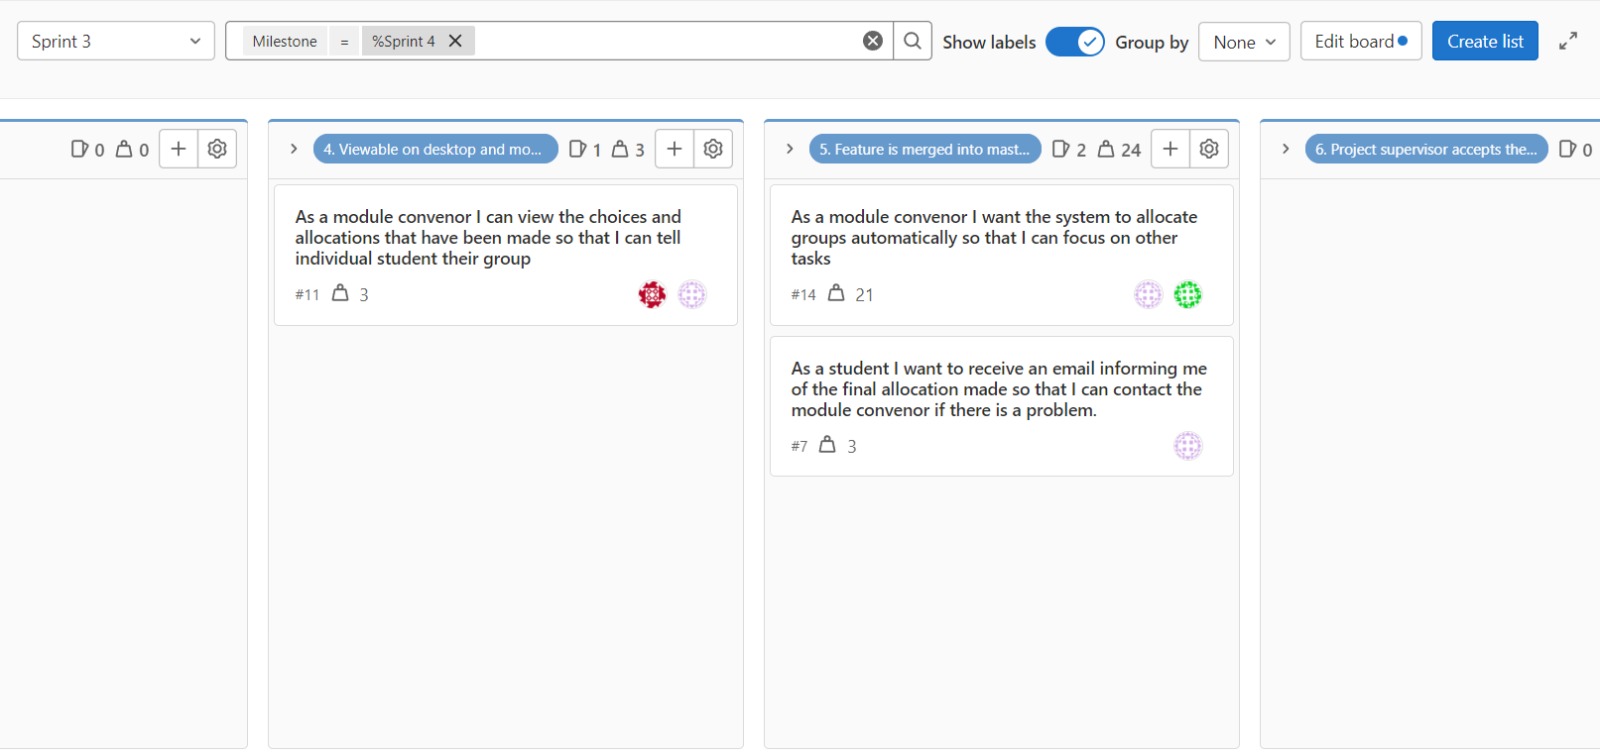 Sprint 3
Milestone = %Sprint 4
Show labels
Group by
None
Edit board
Create list
0 0
4. Viewable on desktop and mo...
1 3
5. Feature is merged into mast...
2 24
6. Project supervisor accepts the...
0
As a module convenor I can view the choices and
allocations that have been made so that I can tell
individual student their group
#11 3
As a module convenor I want the system to allocate
groups automatically so that I can focus on other
tasks
#14 21
As a student I want to receive an email informing me
of the final allocation made so that I can contact the
module convenor if there is a problem.
#7 3